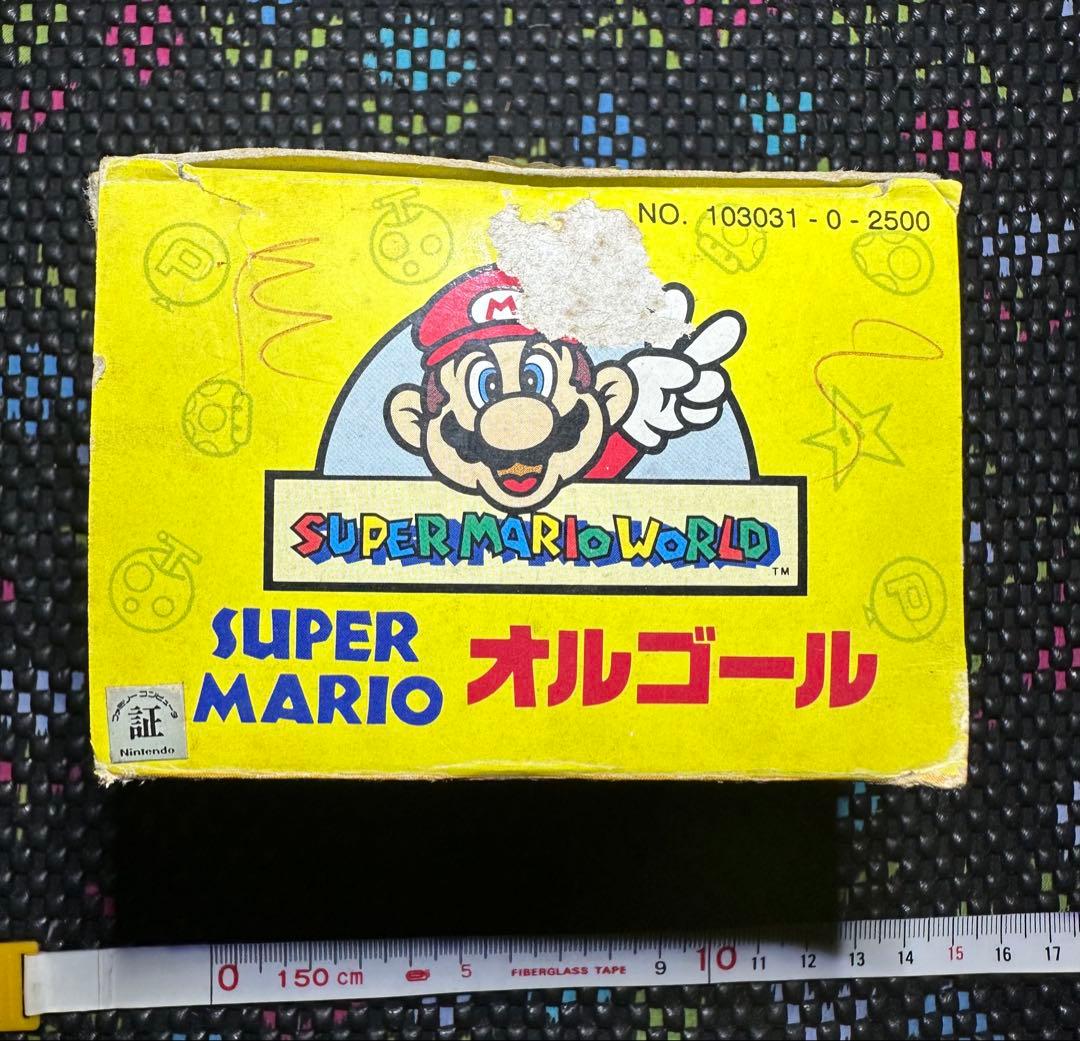 NO. 103031 - 0 - 2500
M
SUPER MARIO WORLD
TM
SUPER
MARIO
オルゴール
ファミリーコンピュータ
証
Nintendo
P
P
0 150 cm 5 FIBERGLASS TAPE 9 10 11 12 13 14 15 16 17